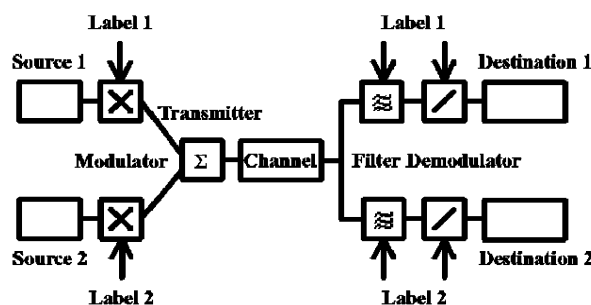 Label 1
Label 1
Source 1
Destination 1
Transmitter
Modulator
Σ
Channel
Filter Demodulator
Source 2
Destination 2
Label 2
Label 2